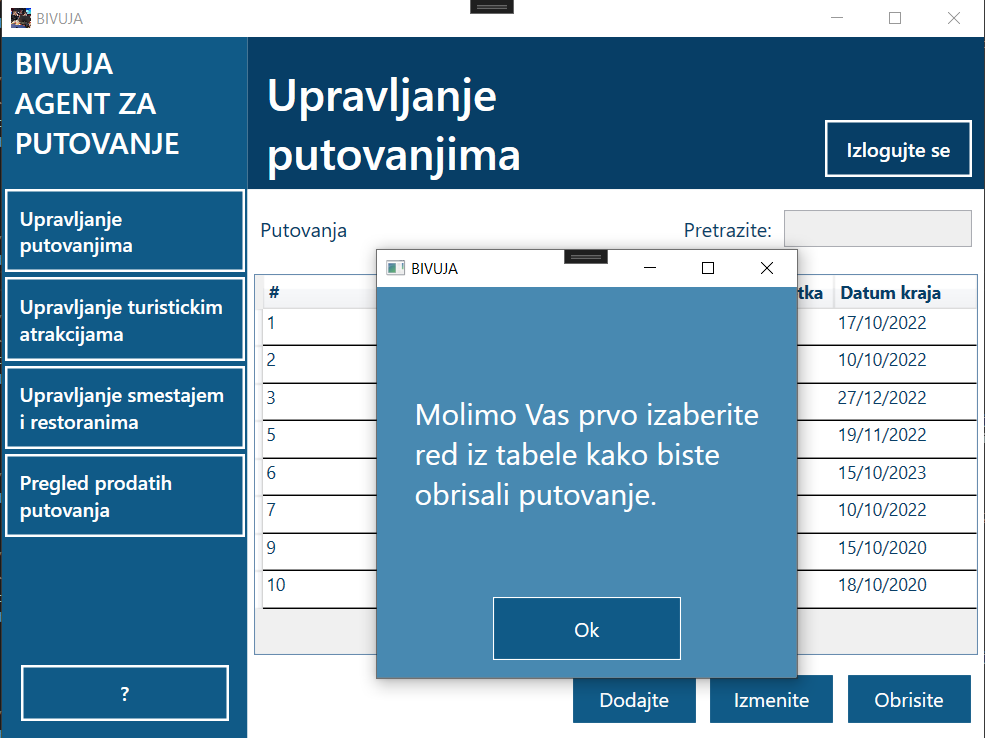 BIVUJA
BIVUJA
AGENT ZA
PUTOVANJE
Upravljanje
putovanjima
Izlogujte se
Upravljanje
putovanjima
Upravljanje turistickim
atrakcijama
Upravljanje smestajem
i restoranima
Pregled prodatih
putovanja
?
Putovanja
Pretrazite:
# tka Datum kraja
1 17/10/2022
2 10/10/2022
3 27/12/2022
5 19/11/2022
6 15/10/2023
7 10/10/2022
9 15/10/2020
10 18/10/2020
BIVUJA
Molimo Vas prvo izaberite
red iz tabele kako biste
obrisali putovanje.
Ok
Dodajte
Izmenite
Obrisite